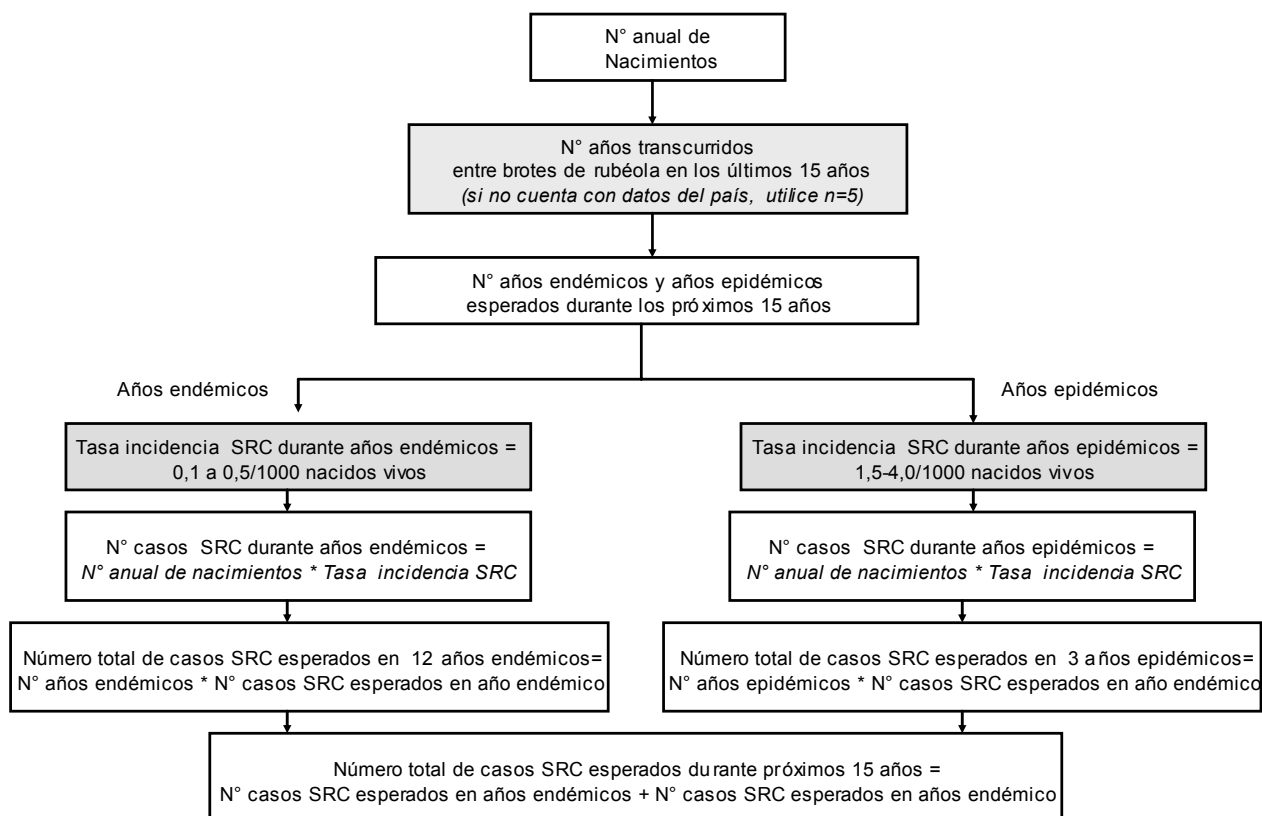 N° anual de
Nacimientos
N° años transcurridos
entre brotes de rubéola en los últimos 15 años
(si no cuenta con datos del país, utilice n=5)
N° años endémicos y años epidémicos
esperados durante los próximos 15 años
Años endémicos
Años epidémicos
Tasa incidencia SRC durante años endémicos =
0,1 a 0,5/1000 nacidos vivos
Tasa incidencia SRC durante años epidémicos =
1,5-4,0/1000 nacidos vivos
N° casos SRC durante años endémicos =
N° anual de nacimientos * Tasa incidencia SRC
N° casos SRC durante años epidémicos =
N° anual de nacimientos * Tasa incidencia SRC
Número total de casos SRC esperados en 12 años endémicos=
N° años endémicos * N° casos SRC esperados en año endémico
Número total de casos SRC esperados en 3 años epidémicos=
N° años epidémicos * N° casos SRC esperados en año endémico
Número total de casos SRC esperados durante próximos 15 años =
N° casos SRC esperados en años endémicos + N° casos SRC esperados en años endémico